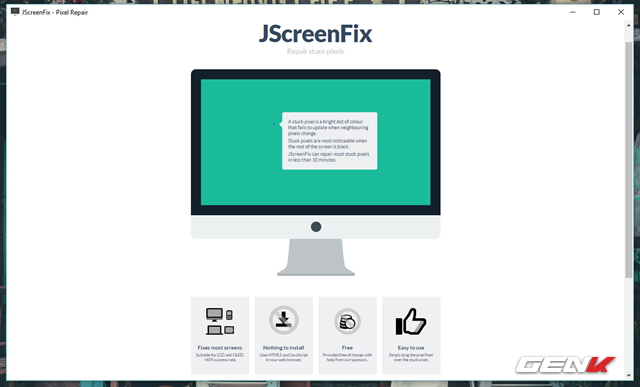 JScreenFix - Pixel Repair
JScreenFix
Repair stuck pixels
A stuck pixel is a bright dot of colour
that fails to update when neighbouring
pixels change.
Stuck pixels are most noticeable when
the rest of the screen is black.
JScreenFix can repair most stuck pixels
in less than 10 minutes.
Fixes most screens
Suitable for LCD and OLED.
Nothing to install
Uses HTML5 and JavaScript
in your web browser.
Free
Provided free of charge with
help from our sponsors.
Easy to use
Simply drag the pixel fixer
over the stuck pixel.
GENK